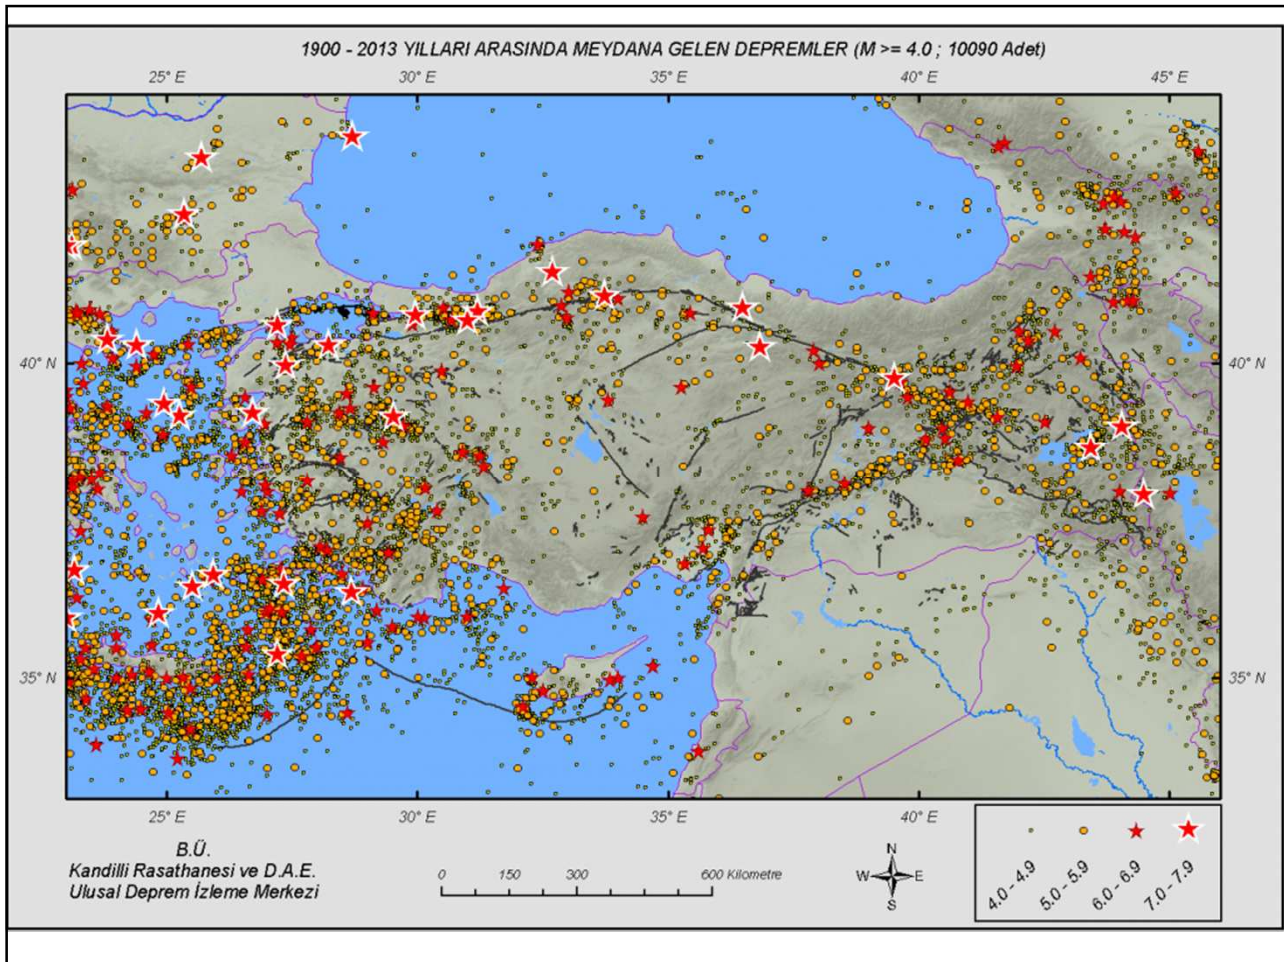 1900 - 2013 YILLARI ARASINDA MEYDANA GELEN DEPREMLER (M >= 4.0 ; 10090 Adet)
25° E 30° E 35° E 40° E 45° E
40° N 40° N
35° N 35° N
25° E 30° E 35° E 40° E
B.Ü.
Kandilli Rasathanesi ve D.A.E.
Ulusal Deprem İzleme Merkezi
0 150 300 600 Kilometre
N
W E
S
4.0 - 4.9 5.0 - 5.9 6.0 - 6.9 7.0 - 7.9